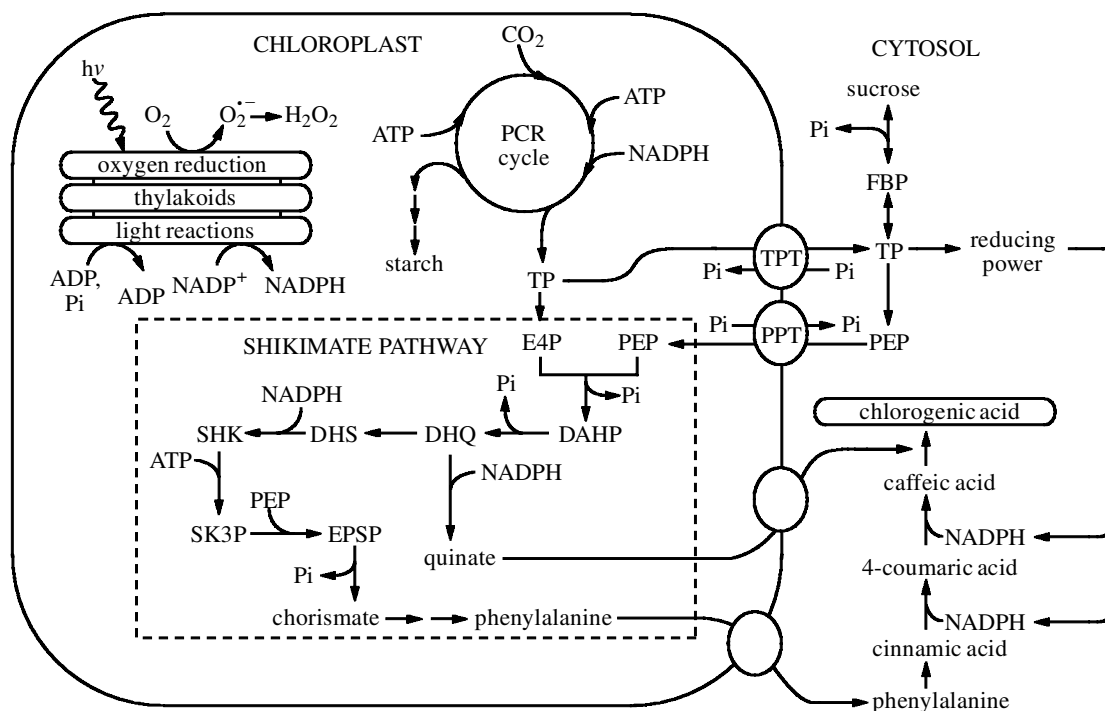 CHLOROPLAST
CYTOSOL
CO2
hν
O2
O2•−
H2O2
ATP
PCR
cycle
ATP
NADPH
oxygen reduction
thylakoids
light reactions
ADP,
Pi
ADP
NADP+
NADPH
starch
TP
sucrose
Pi
FBP
TPT
Pi
Pi
TP
reducing
power
Pi
PPT
Pi
PEP
SHIKIMATE PATHWAY
E4P
PEP
Pi
Pi
NADPH
SHK
DHS
DHQ
DAHP
ATP
NADPH
PEP
SK3P
EPSP
quinate
Pi
chorismate
phenylalanine
chlorogenic acid
caffeic acid
NADPH
4-coumaric acid
NADPH
cinnamic acid
phenylalanine